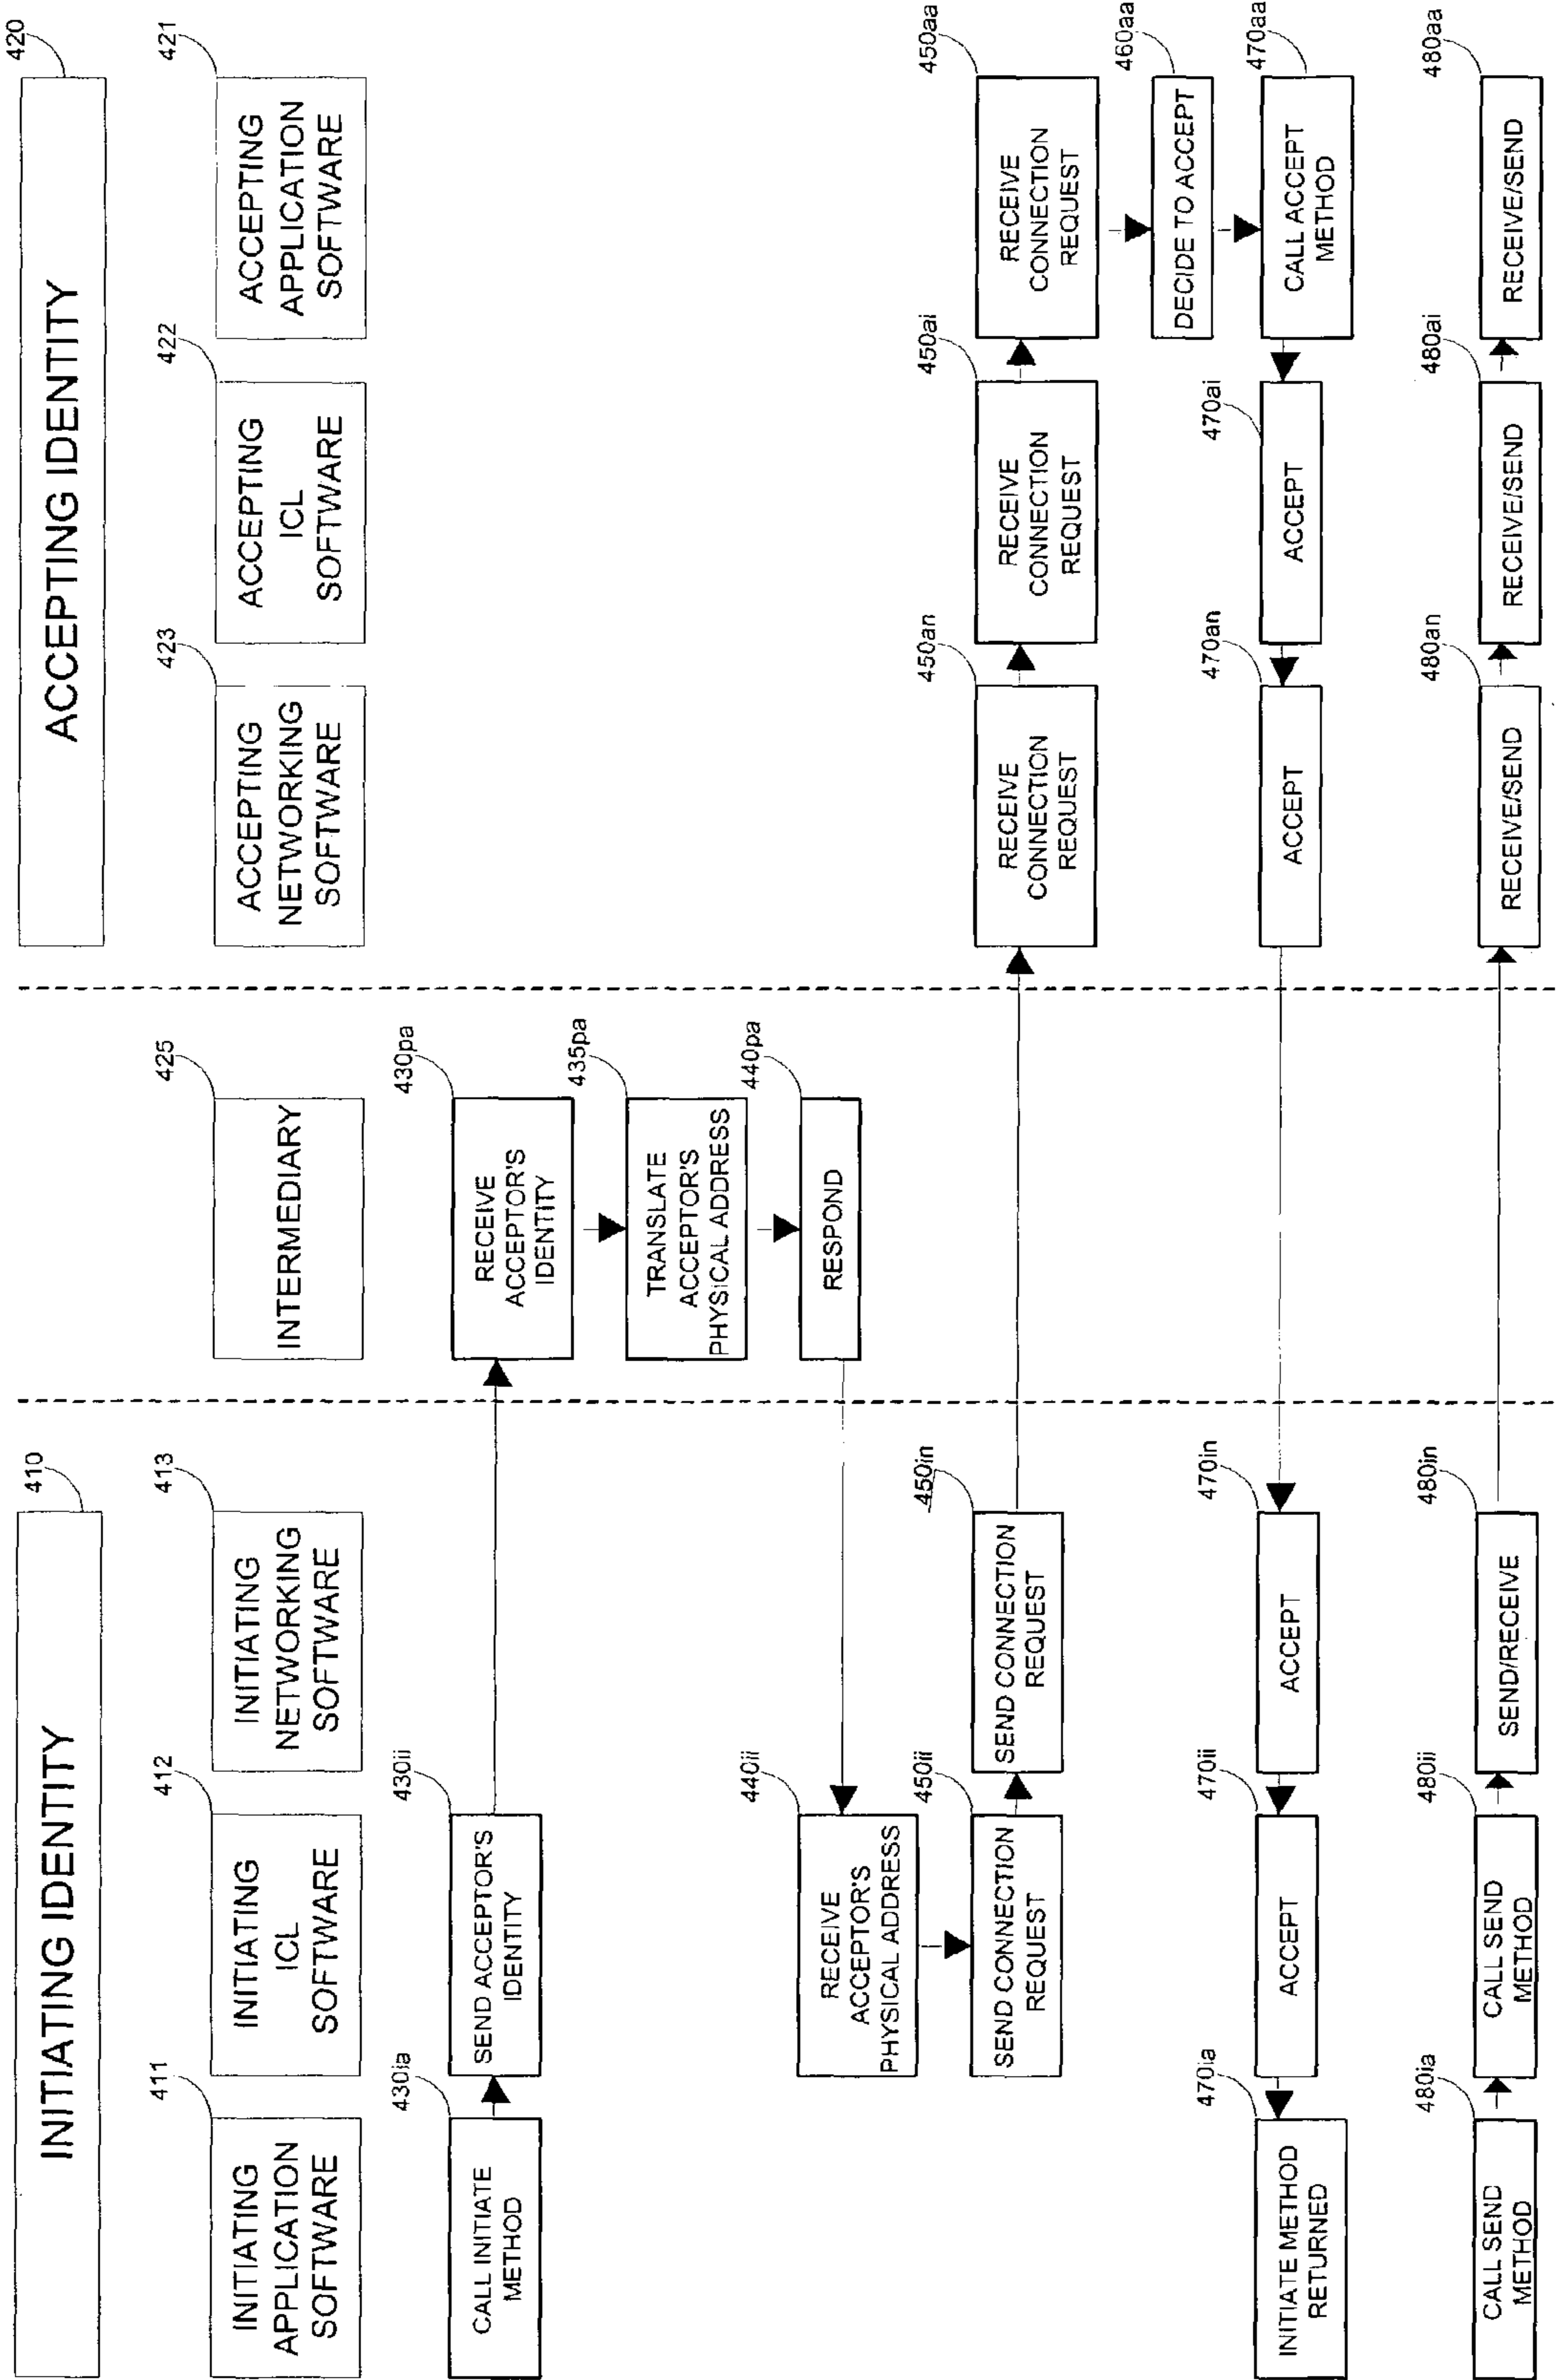 410
INITIATING IDENTITY
420
ACCEPTING IDENTITY
411
INITIATING
APPLICATION
SOFTWARE
412
INITIATING
ICL
SOFTWARE
413
INITIATING
NETWORKING
SOFTWARE
425
INTERMEDIARY
423
ACCEPTING
NETWORKING
SOFTWARE
422
ACCEPTING
ICL
SOFTWARE
421
ACCEPTING
APPLICATION
SOFTWARE
430ia
CALL INITIATE
METHOD
430ii
SEND ACCEPTOR'S
IDENTITY
430pa
RECEIVE
ACCEPTOR'S
IDENTITY
435pa
TRANSLATE
ACCEPTOR'S
PHYSICAL ADDRESS
440pa
RESPOND
440ii
RECEIVE
ACCEPTOR'S
PHYSICAL ADDRESS
450ii
SEND CONNECTION
REQUEST
450in
SEND CONNECTION
REQUEST
450an
RECEIVE
CONNECTION
REQUEST
450ai
RECEIVE
CONNECTION
REQUEST
450aa
RECEIVE
CONNECTION
REQUEST
460aa
DECIDE TO ACCEPT
470aa
CALL ACCEPT
METHOD
470ai
ACCEPT
470an
ACCEPT
470in
ACCEPT
470ii
ACCEPT
470ia
INITIATE METHOD
RETURNED
480ia
CALL SEND
METHOD
480ii
CALL SEND
METHOD
480in
SEND/RECEIVE
480an
RECEIVE/SEND
480ai
RECEIVE/SEND
480aa
RECEIVE/SEND